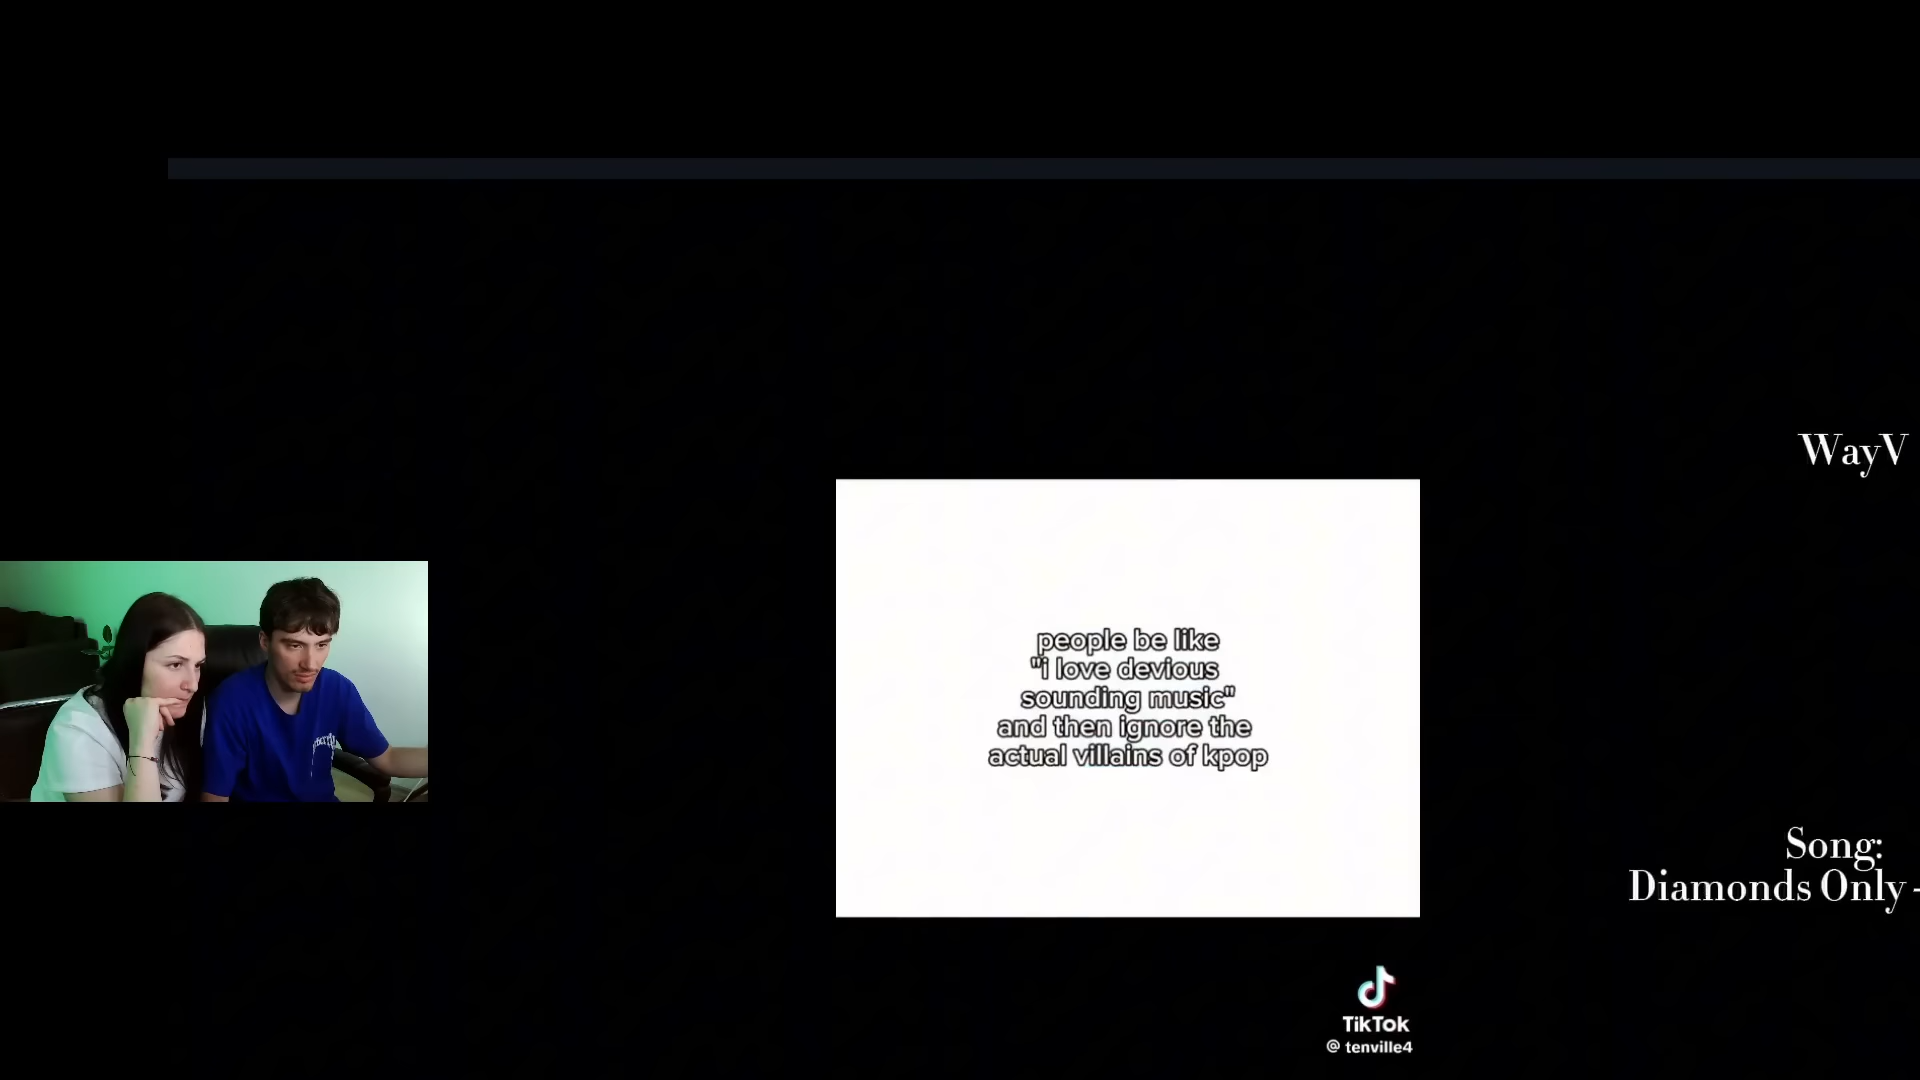 WayV
people be like
"i love devious
sounding music"
and then ignore the
actual villains of kpop
Song:
Diamonds Only -
TikTok
@ tenville4